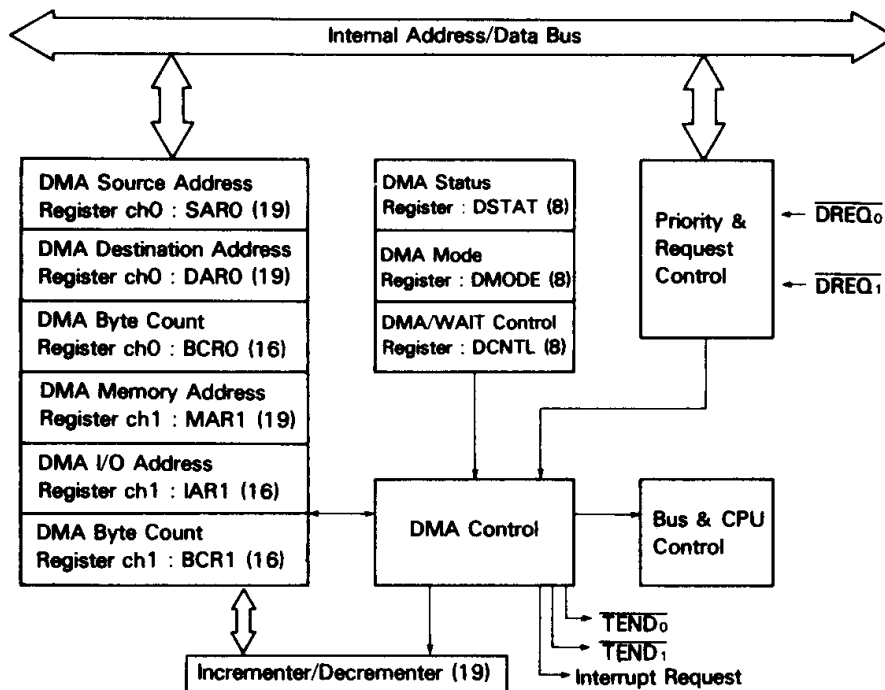 Internal Address/Data Bus
DMA Source Address
Register ch0 : SAR0 (19)
DMA Destination Address
Register ch0 : DAR0 (19)
DMA Byte Count
Register ch0 : BCR0 (16)
DMA Memory Address
Register ch1 : MAR1 (19)
DMA I/O Address
Register ch1 : IAR1 (16)
DMA Byte Count
Register ch1 : BCR1 (16)
DMA Status
Register : DSTAT (8)
DMA Mode
Register : DMODE (8)
DMA/WAIT Control
Register : DCNTL (8)
Priority &
Request
Control
DREQ₀
DREQ₁
DMA Control
Bus & CPU
Control
TEND₀
TEND₁
Interrupt Request
Incrementer/Decrementer (19)